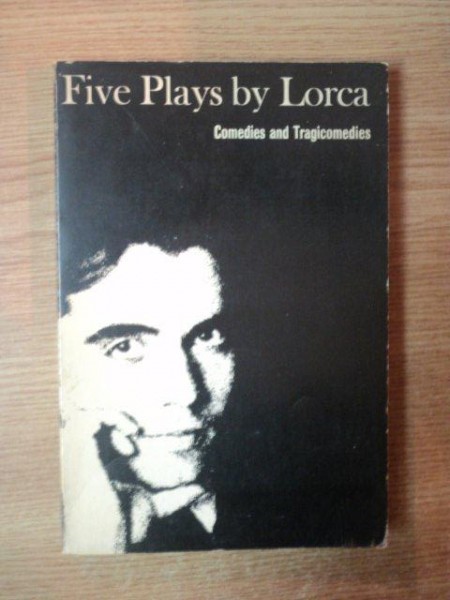 Five Plays by Lorca
Comedies and Tragicomedies